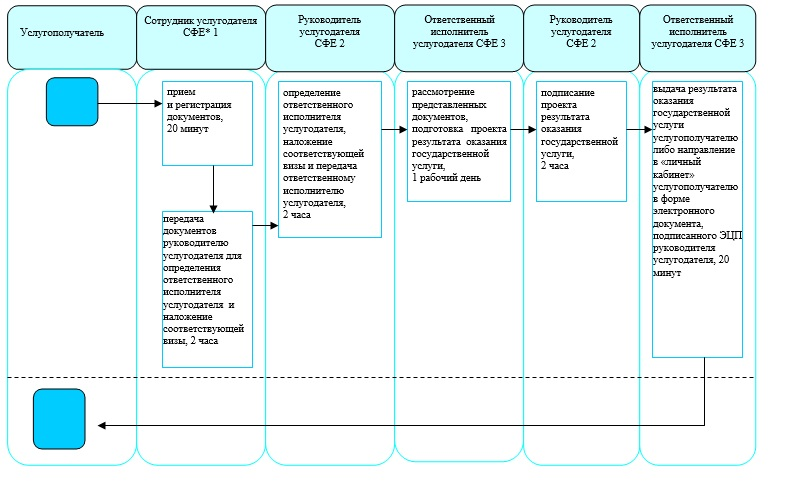 Услугополучатель
Сотрудник услугодателя
СФЕ* 1
Руководитель
услугодателя
СФЕ 2
Ответственный
исполнитель
услугодателя СФЕ 3
Руководитель
услугодателя
СФЕ 2
Ответственный
исполнитель
услугодателя СФЕ 3
прием
и регистрация
документов,
20 минут
передача
документов
руководителю
услугодателя для
определения
ответственного
исполнителя
услугодателя и
наложение
соответствующей
визы, 2 часа
определение
ответственного
исполнителя
услугодателя,
наложение
соответствующей
визы и передача
ответственному
исполнителю
услугодателя,
2 часа
рассмотрение
представленных
документов,
подготовка проекта
результата оказания
государственной
услуги,
1 рабочий день
подписание
проекта
результата
оказания
государственной
услуги,
2 часа
выдача результата
оказания
государственной
услуги
услугополучателю
либо направление
в «личный
кабинет»
услугополучателю
в форме
электронного
документа,
подписанного ЭЦП
руководителя
услугодателя, 20
минут